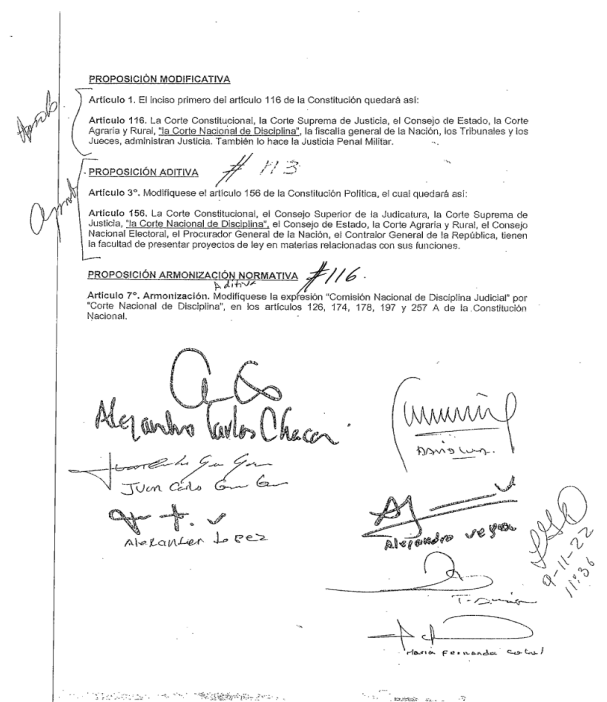 PROPOSICIÓN MODIFICATIVA
Artículo 1. El inciso primero del artículo 116 de la Constitución quedará así:
Artículo 116. La Corte Constitucional, la Corte Suprema de Justicia, el Consejo de Estado, la Corte
Agraria y Rural, "la Corte Nacional de Disciplina", la fiscalía general de la Nación, los Tribunales y los
Jueces, administran Justicia. También lo hace la Justicia Penal Militar.
PROPOSICIÓN ADITIVA #113
Artículo 3º. Modifíquese el artículo 156 de la Constitución Política, el cual quedará así:
Artículo 156. La Corte Constitucional, el Consejo Superior de la Judicatura, la Corte Suprema de
Justicia, "la Corte Nacional de Disciplina", el Consejo de Estado, la Corte Agraria y Rural, el Consejo
Nacional Electoral, el Procurador General de la Nación, el Contralor General de la República, tienen
la facultad de presentar proyectos de ley en materias relacionadas con sus funciones.
PROPOSICIÓN ARMONIZACIÓN NORMATIVA #116.
Aditiva
Artículo 7º. Armonización. Modifíquese la expresión "Comisión Nacional de Disciplina Judicial" por
"Corte Nacional de Disciplina", en los artículos 126, 174, 178, 197 y 257 A de la Constitución
Nacional.
Alejandro Carlos Chacón
Juan Carlo
Alexander Lopez
Alejandro Vega
9-11-22
11:36
Maria Fernanda Cabal